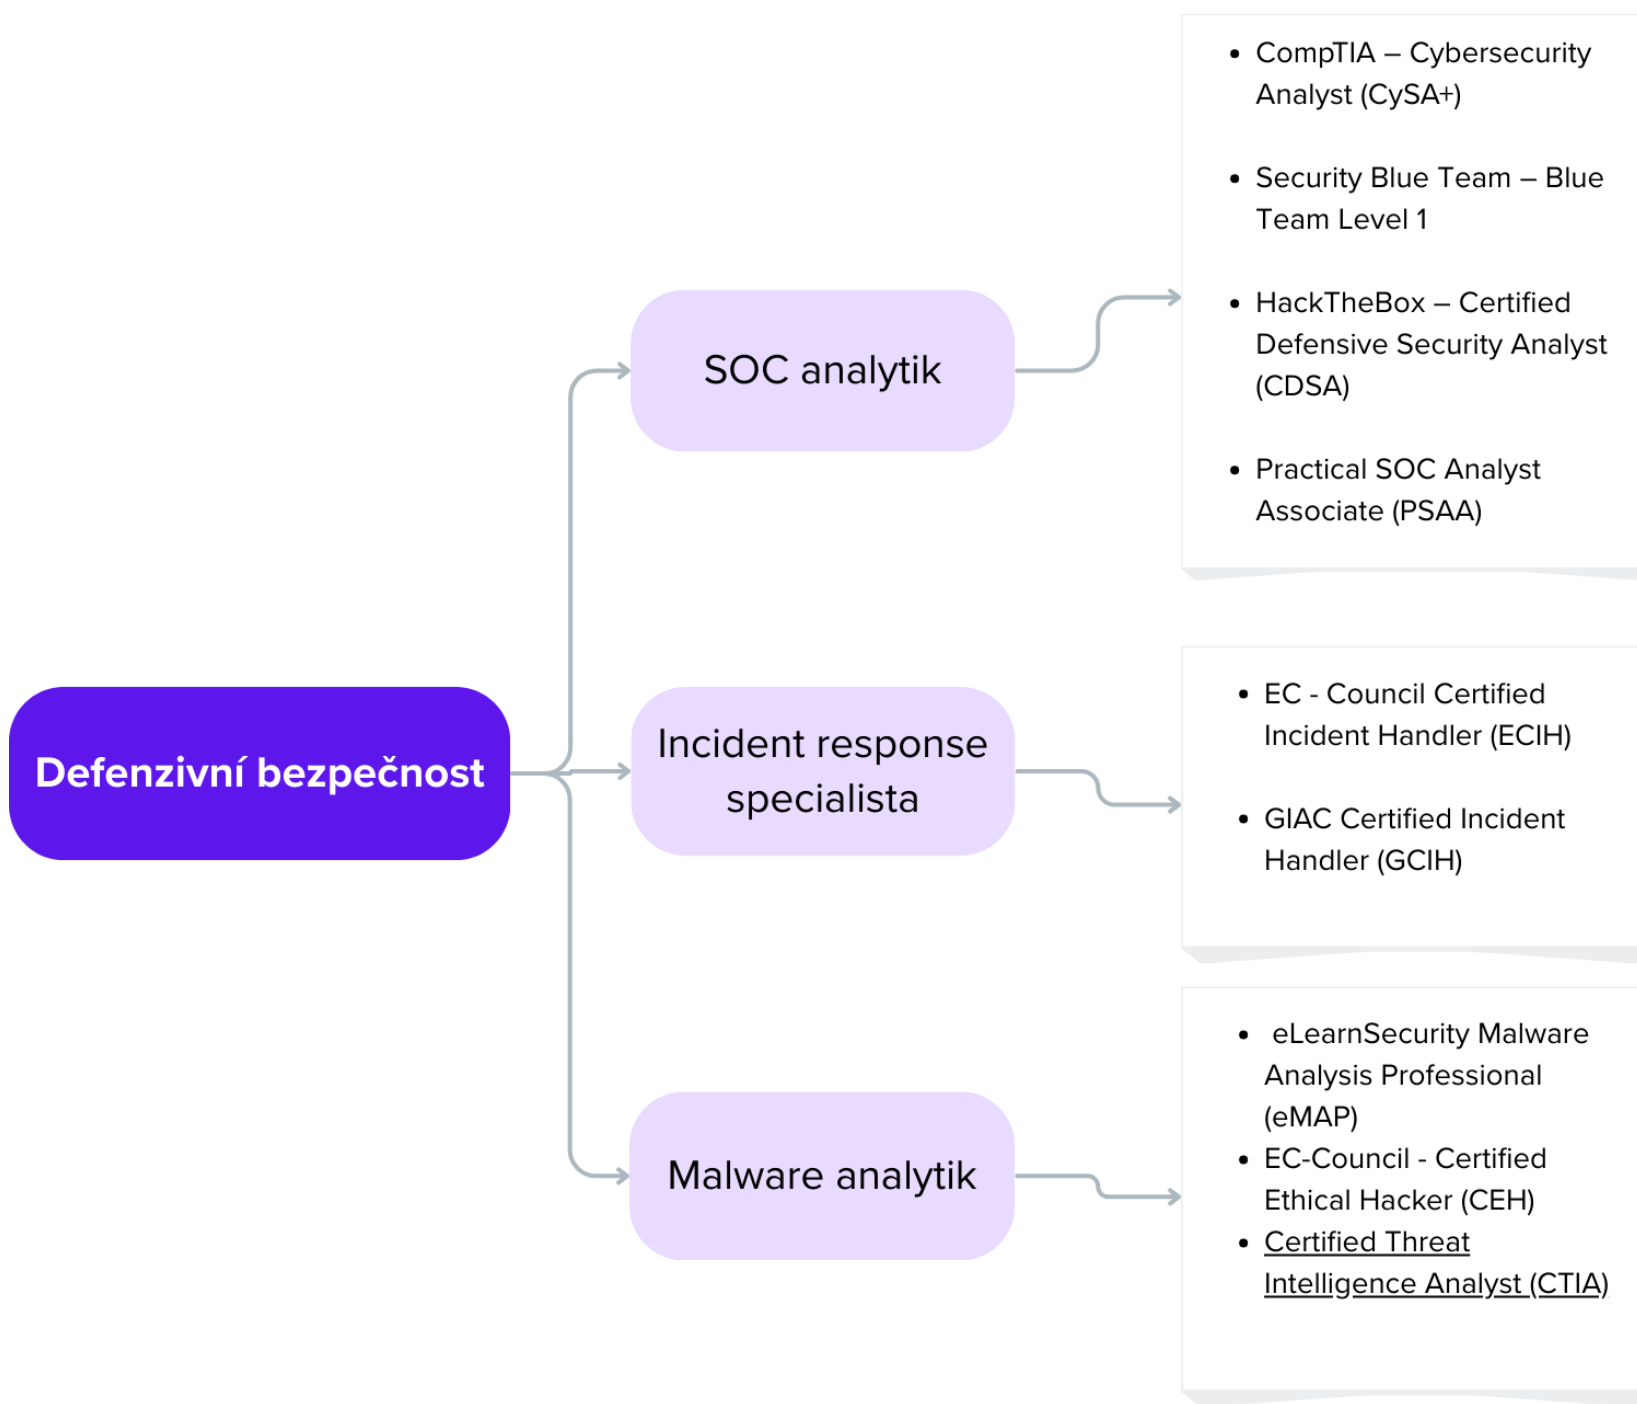 Defenzivní bezpečnost
SOC analytik
CompTIA – Cybersecurity
Analyst (CySA+)
Security Blue Team – Blue
Team Level 1
HackTheBox – Certified
Defensive Security Analyst
(CDSA)
Practical SOC Analyst
Associate (PSAA)
Incident response
specialista
EC - Council Certified
Incident Handler (ECIH)
GIAC Certified Incident
Handler (GCIH)
Malware analytik
eLearnSecurity Malware
Analysis Professional
(eMAP)
EC-Council - Certified
Ethical Hacker (CEH)
Certified Threat
Intelligence Analyst (CTIA)